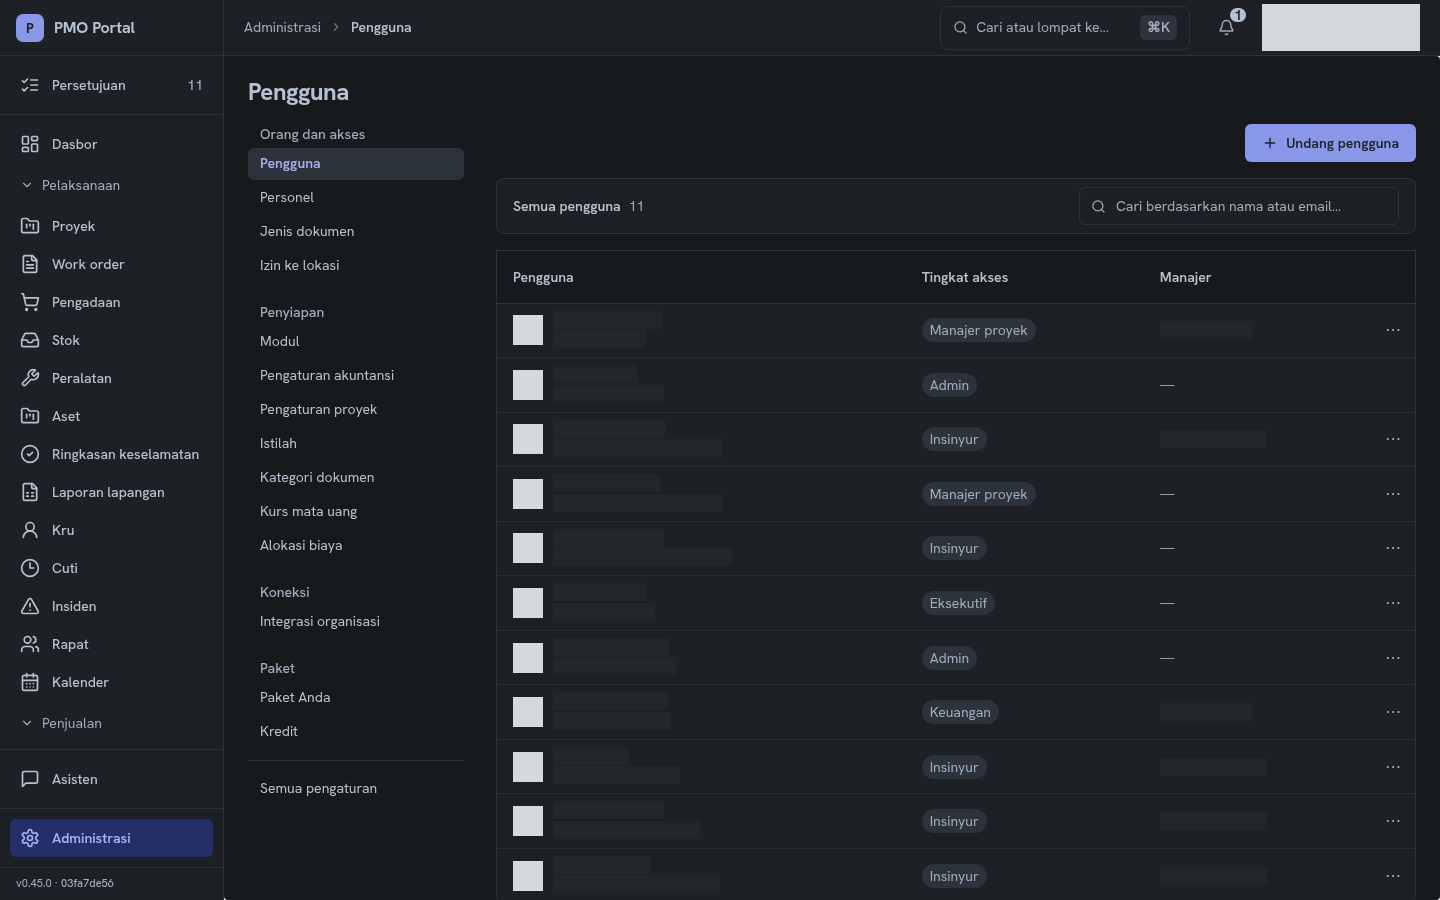 P PMO Portal
Administrasi > Pengguna
Cari atau lompat ke... ⌘K
1
Persetujuan 11
Dasbor
Pelaksanaan
Proyek
Work order
Pengadaan
Stok
Peralatan
Aset
Ringkasan keselamatan
Laporan lapangan
Kru
Cuti
Insiden
Rapat
Kalender
Penjualan
Asisten
Administrasi
v0.45.0 · 03fa7de56
Pengguna
Orang dan akses
Pengguna
Personel
Jenis dokumen
Izin ke lokasi
Penyiapan
Modul
Pengaturan akuntansi
Pengaturan proyek
Istilah
Kategori dokumen
Kurs mata uang
Alokasi biaya
Koneksi
Integrasi organisasi
Paket
Paket Anda
Kredit
Semua pengaturan
+ Undang pengguna
Semua pengguna 11
Cari berdasarkan nama atau email...
Pengguna Tingkat akses Manajer
Manajer proyek
Admin —
Insinyur
Manajer proyek —
Insinyur —
Eksekutif —
Admin —
Keuangan
Insinyur
Insinyur
Insinyur